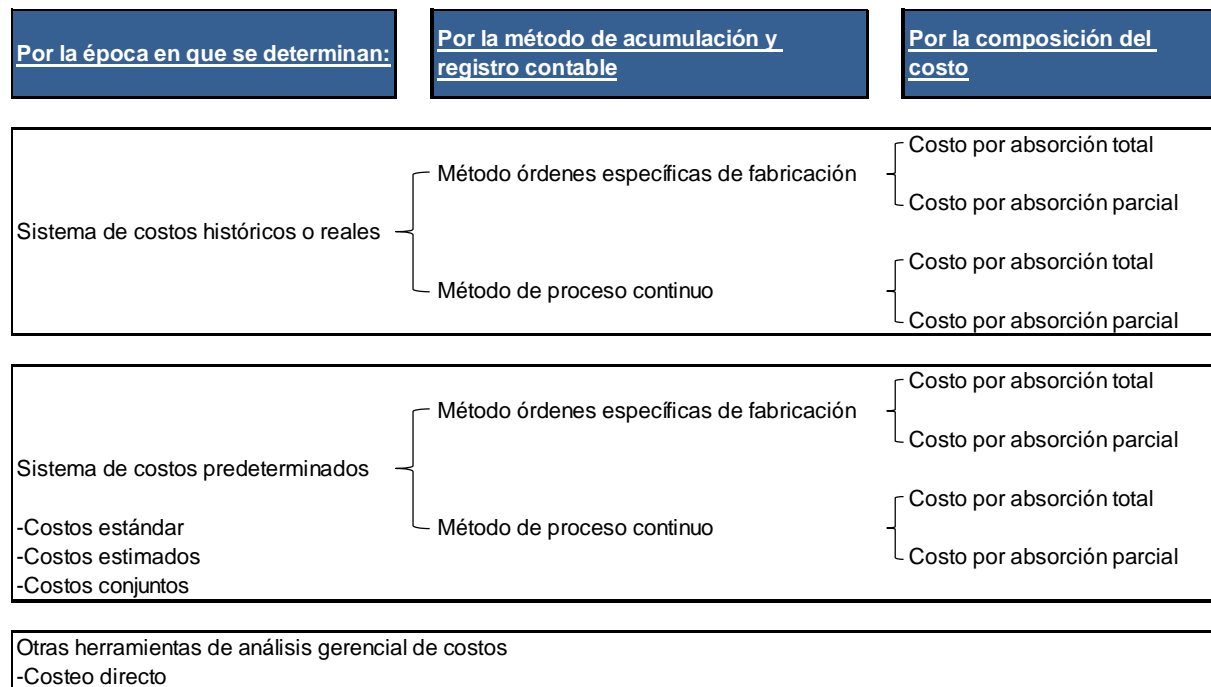 Por la época en que se determinan:
Por la método de acumulación y
registro contable
Por la composición del
costo
Sistema de costos históricos o reales
Método órdenes específicas de fabricación
Costo por absorción total
Costo por absorción parcial
Método de proceso continuo
Costo por absorción total
Costo por absorción parcial
Sistema de costos predeterminados
-Costos estándar
-Costos estimados
-Costos conjuntos
Método órdenes específicas de fabricación
Costo por absorción total
Costo por absorción parcial
Método de proceso continuo
Costo por absorción total
Costo por absorción parcial
Otras herramientas de análisis gerencial de costos
-Costeo directo